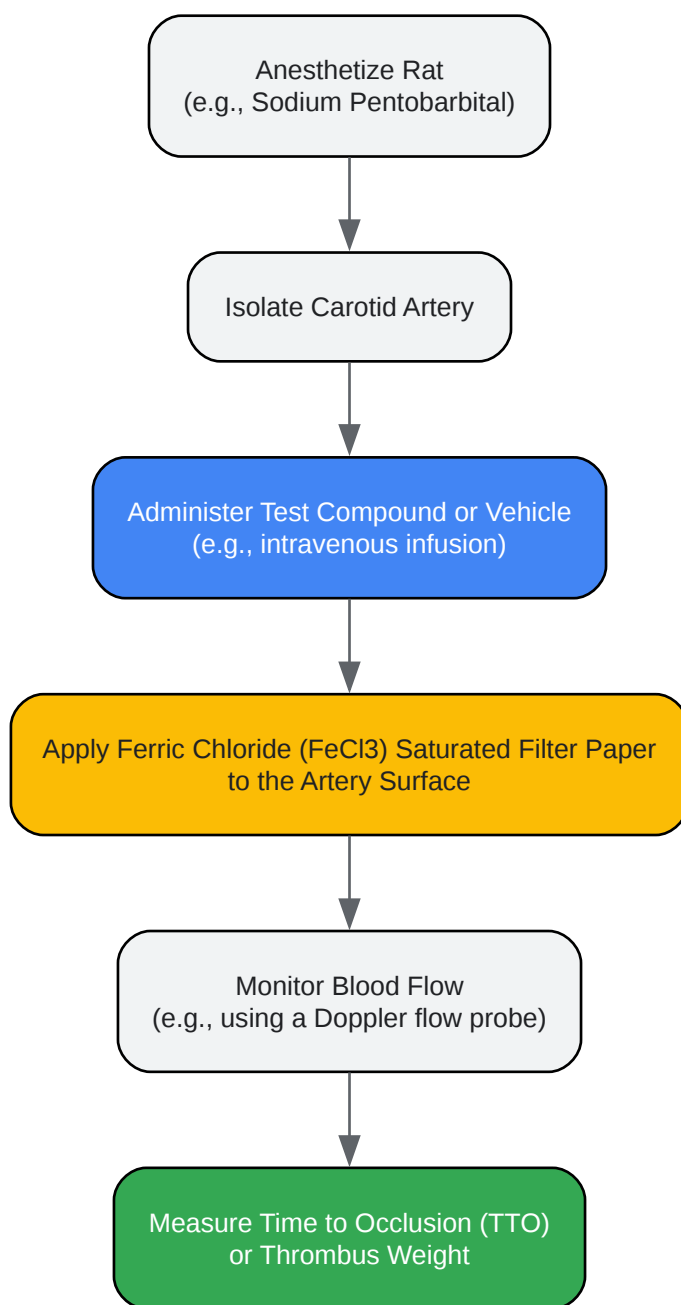 Anesthetize Rat
(e.g., Sodium Pentobarbital)
Isolate Carotid Artery
Administer Test Compound or Vehicle
(e.g., intravenous infusion)
Apply Ferric Chloride (FeCl3) Saturated Filter Paper
to the Artery Surface
Monitor Blood Flow
(e.g., using a Doppler flow probe)
Measure Time to Occlusion (TTO)
or Thrombus Weight